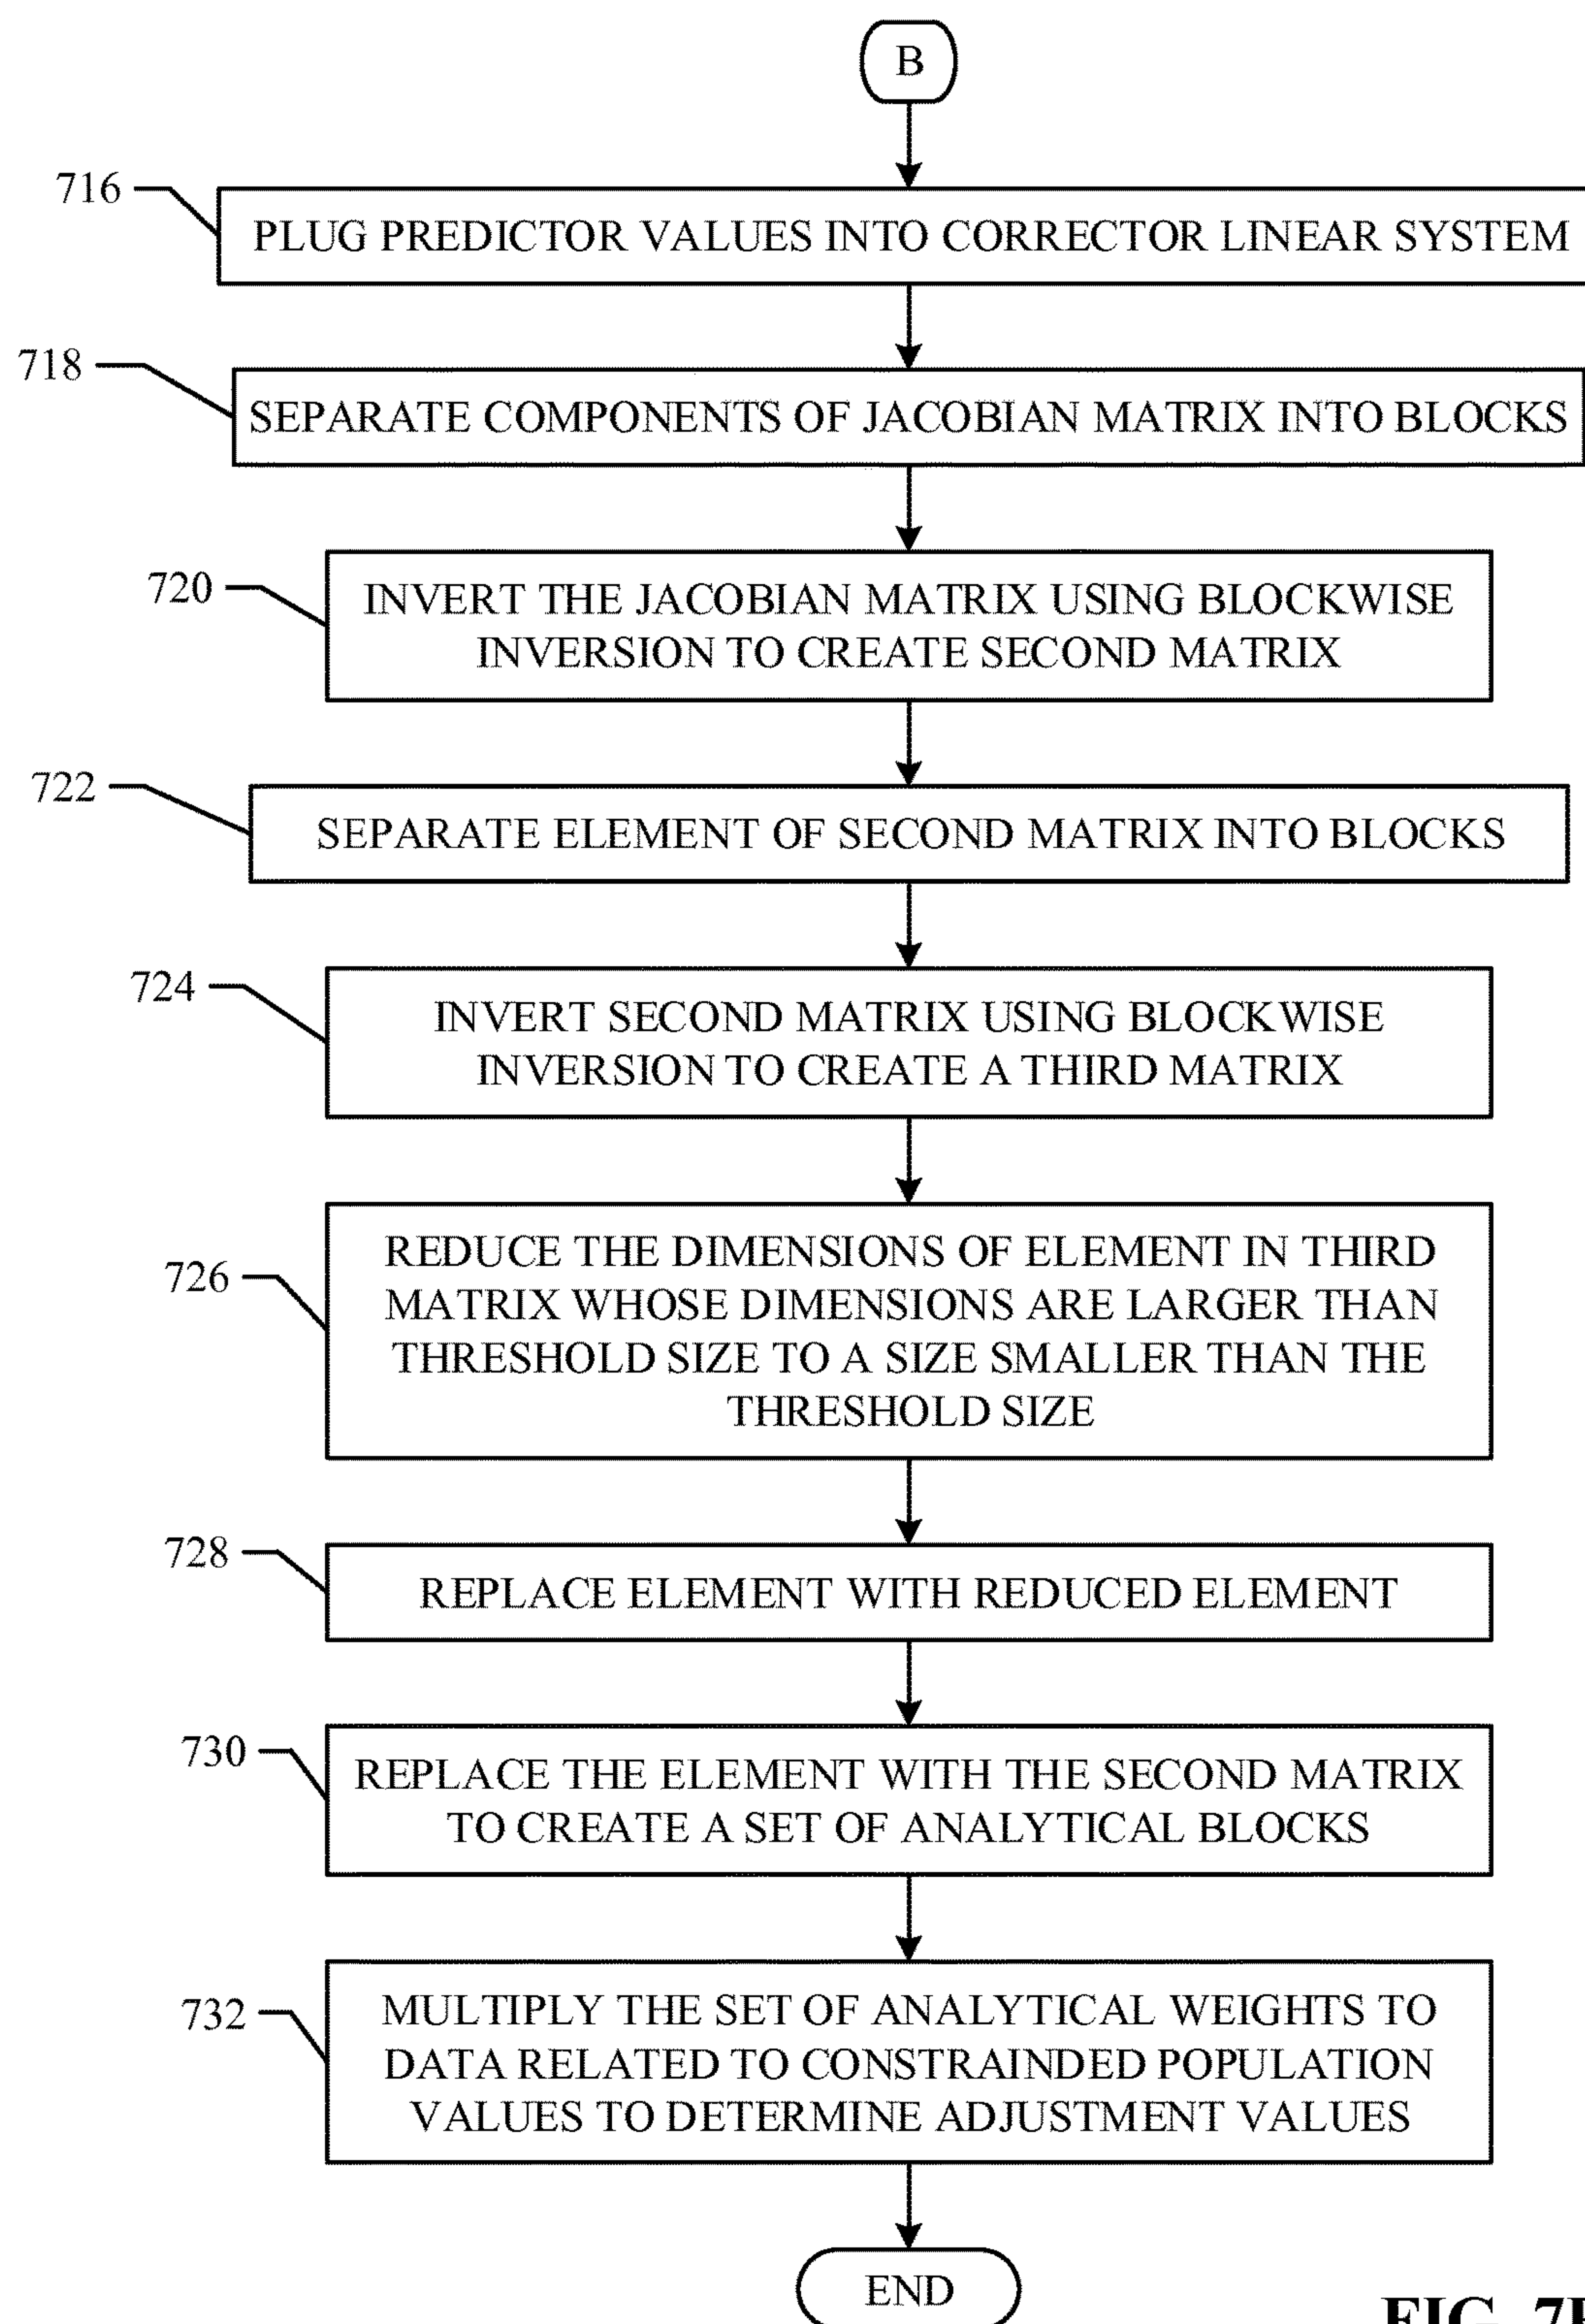 B
716
PLUG PREDICTOR VALUES INTO CORRECTOR LINEAR SYSTEM
718
SEPARATE COMPONENTS OF JACOBIAN MATRIX INTO BLOCKS
720
INVERT THE JACOBIAN MATRIX USING BLOCKWISE
INVERSION TO CREATE SECOND MATRIX
722
SEPARATE ELEMENT OF SECOND MATRIX INTO BLOCKS
724
INVERT SECOND MATRIX USING BLOCKWISE
INVERSION TO CREATE A THIRD MATRIX
726
REDUCE THE DIMENSIONS OF ELEMENT IN THIRD
MATRIX WHOSE DIMENSIONS ARE LARGER THAN
THRESHOLD SIZE TO A SIZE SMALLER THAN THE
THRESHOLD SIZE
728
REPLACE ELEMENT WITH REDUCED ELEMENT
730
REPLACE THE ELEMENT WITH THE SECOND MATRIX
TO CREATE A SET OF ANALYTICAL BLOCKS
732
MULTIPLY THE SET OF ANALYTICAL WEIGHTS TO
DATA RELATED TO CONSTRAINDED POPULATION
VALUES TO DETERMINE ADJUSTMENT VALUES
END
FIG.